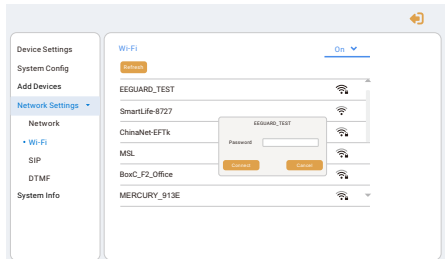 Device Settings
System Config
Add Devices
Network Settings
Network
• Wi-Fi
SIP
DTMF
System Info
Wi-Fi
On
Refresh
EEGUARD_TEST
SmartLife-8727
ChinaNet-EFTk
MSL
BoxC_F2_Office
MERCURY_913E
EEGUARD_TEST
Password
Connect
Cancel